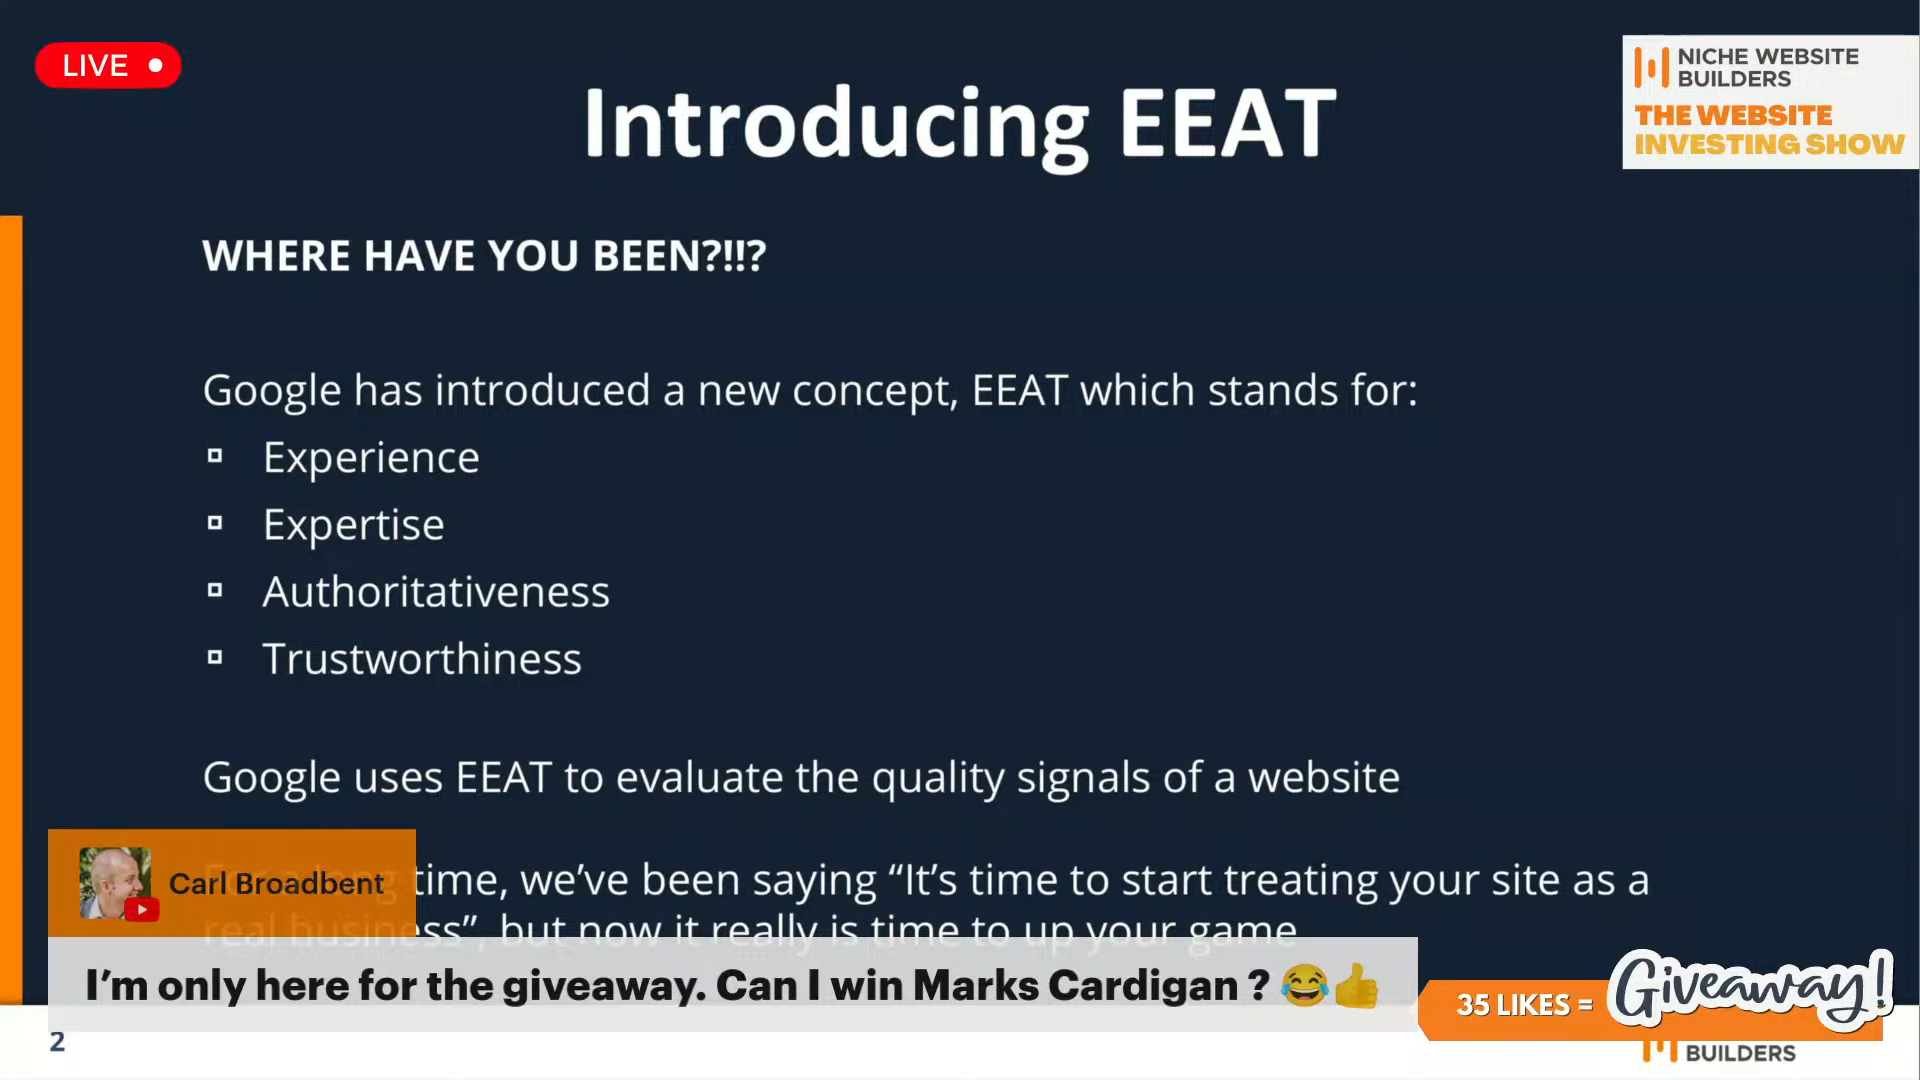 LIVE
NICHE WEBSITE
BUILDERS
THE WEBSITE
INVESTING SHOW
Introducing EEAT
WHERE HAVE YOU BEEN?!!?
Google has introduced a new concept, EEAT which stands for:
Experience
Expertise
Authoritativeness
Trustworthiness
Google uses EEAT to evaluate the quality signals of a website
For a long time, we’ve been saying “It’s time to start treating your site as a
real business”, but now it really is time to up your game
Carl Broadbent
I’m only here for the giveaway. Can I win Marks Cardigan ? 😂👍
35 LIKES =
Giveaway!
2
BUILDERS